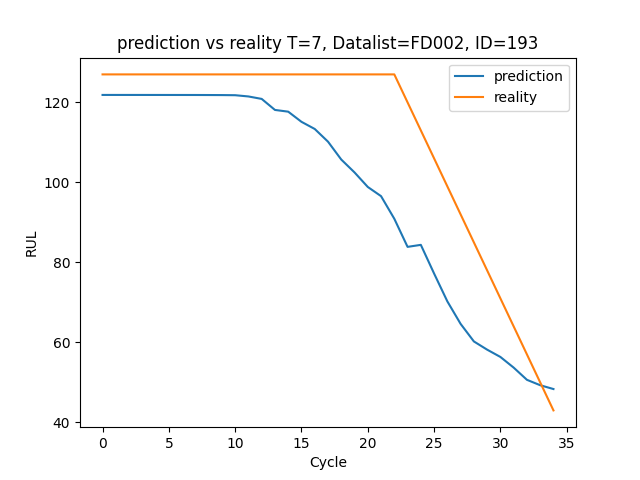 prediction vs reality T=7, Datalist=FD002, ID=193
prediction
reality
RUL
120
100
80
60
40
0 5 10 15 20 25 30 35
Cycle